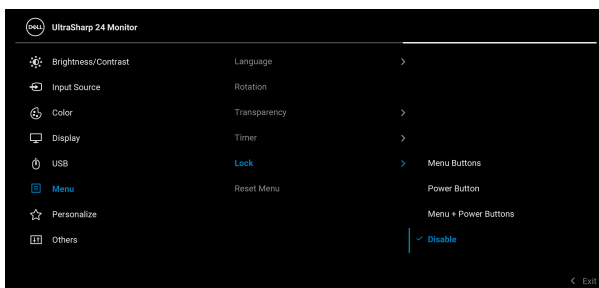 DELL UltraSharp 24 Monitor
Brightness/Contrast Language
Input Source Rotation
Color Transparency
Display Timer
USB Lock Menu Buttons
Menu Reset Menu Power Button
Personalize Menu + Power Buttons
Others Disable
Exit